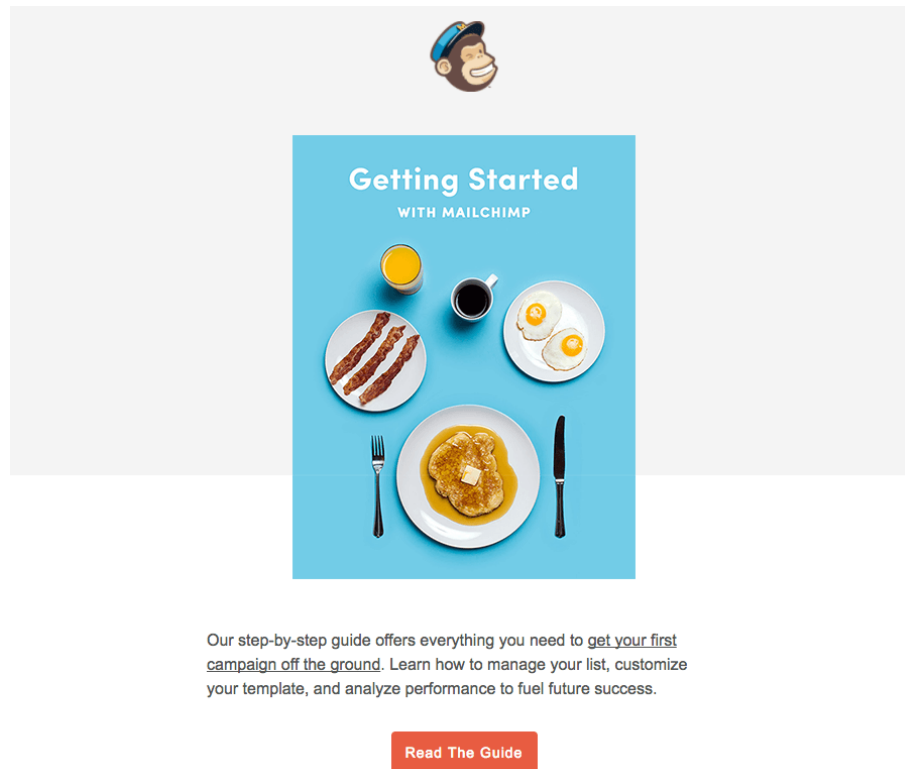 Getting Started
WITH MAILCHIMP
Our step-by-step guide offers everything you need to get your first
campaign off the ground. Learn how to manage your list, customize
your template, and analyze performance to fuel future success.
Read The Guide